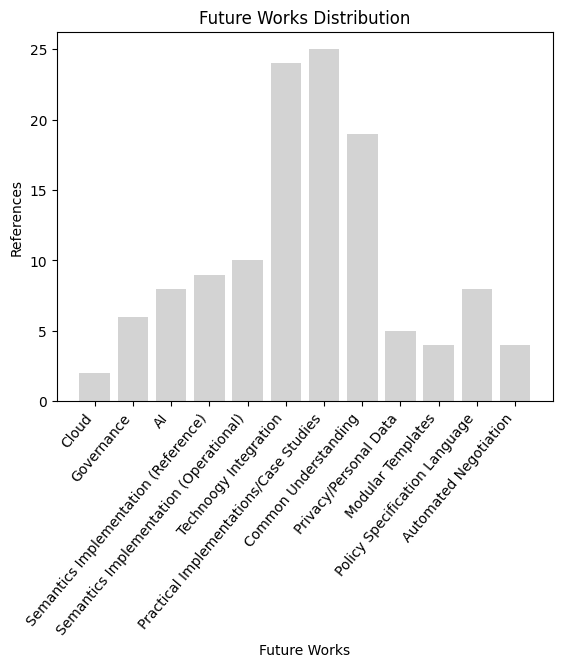 Future Works Distribution
References
25
20
15
10
5
0
Cloud
Governance
AI
Semantics Implementation (Reference)
Semantics Implementation (Operational)
Technoogy Integration
Practical Implementations/Case Studies
Common Understanding
Privacy/Personal Data
Modular Templates
Policy Specification Language
Automated Negotiation
Future Works